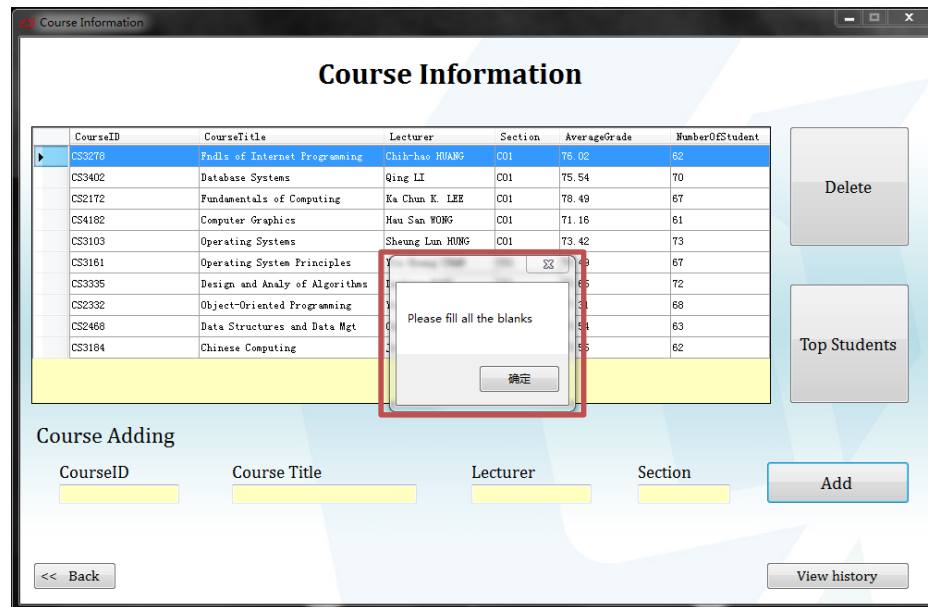 Course Information
Course Information
CourseID CourseTitle Lecturer Section AverageGrade NumberOfStudent
CS3278 Fndls of Internet Programming Chih-hao HUANG C01 76.02 62
CS3402 Database Systems Qing LI C01 75.54 70
CS2172 Fundamentals of Computing Ka Chun K. LEE C01 78.49 67
CS4182 Computer Graphics Hau San WONG C01 71.16 61
CS3103 Operating Systems Sheung Lun HUNG C01 73.42 73
CS3161 Operating System Principles 67
CS3335 Design and Analy of Algorithms 72
CS2332 Object-Oriented Programming 68
CS2468 Data Structures and Data Mgt 63
CS3184 Chinese Computing 62
Delete
Top Students
Please fill all the blanks
确定
Course Adding
CourseID Course Title Lecturer Section
Add
<< Back
View history